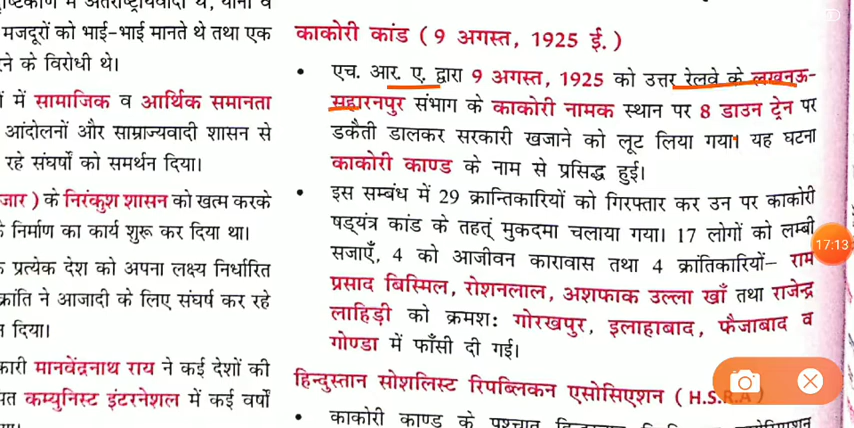 मजदूरों को भाई-भाई मानते थे तथा एक
ने के विरोधी थे।
में सामाजिक व आर्थिक समानता
आंदोलनों और साम्राज्यवादी शासन से
रहे संघर्षों को समर्थन दिया।
जार ) के निरंकुश शासन को खत्म करके
निर्माण का कार्य शुरू कर दिया था।
प्रत्येक देश को अपना लक्ष्य निर्धारित
क्रांति ने आजादी के लिए संघर्ष कर रहे
दिया।
कारी मानवेंद्रनाथ राय ने कई देशों की
कम्युनिस्ट इंटरनेशल में कई वर्षों
काकोरी कांड ( 9 अगस्त, 1925 ई. )
• एच. आर. ए. द्वारा 9 अगस्त, 1925 को उत्तर रेलवे के लखनऊ-
सहारनपुर संभाग के काकोरी नामक स्थान पर 8 डाउन ट्रेन पर
डकैती डालकर सरकारी खजाने को लूट लिया गया। यह घटना
काकोरी काण्ड के नाम से प्रसिद्ध हुई।
• इस सम्बंध में 29 क्रान्तिकारियों को गिरफ्तार कर उन पर काकोरी
षड्यंत्र कांड के तहत् मुकदमा चलाया गया। 17 लोगों को लम्बी
सजाएँ, 4 को आजीवन कारावास तथा 4 क्रांतिकारियों- राम
प्रसाद बिस्मिल, रोशनलाल, अशफाक उल्ला खाँ तथा राजेन्द्र
लाहिड़ी को क्रमश: गोरखपुर, इलाहाबाद, फैजाबाद व
गोण्डा में फाँसी दी गई।
हिन्दुस्तान सोशलिस्ट रिपब्लिकन एसोसिएशन ( H.S.R.A )
• काकोरी काण्ड के पश्चात
17:13